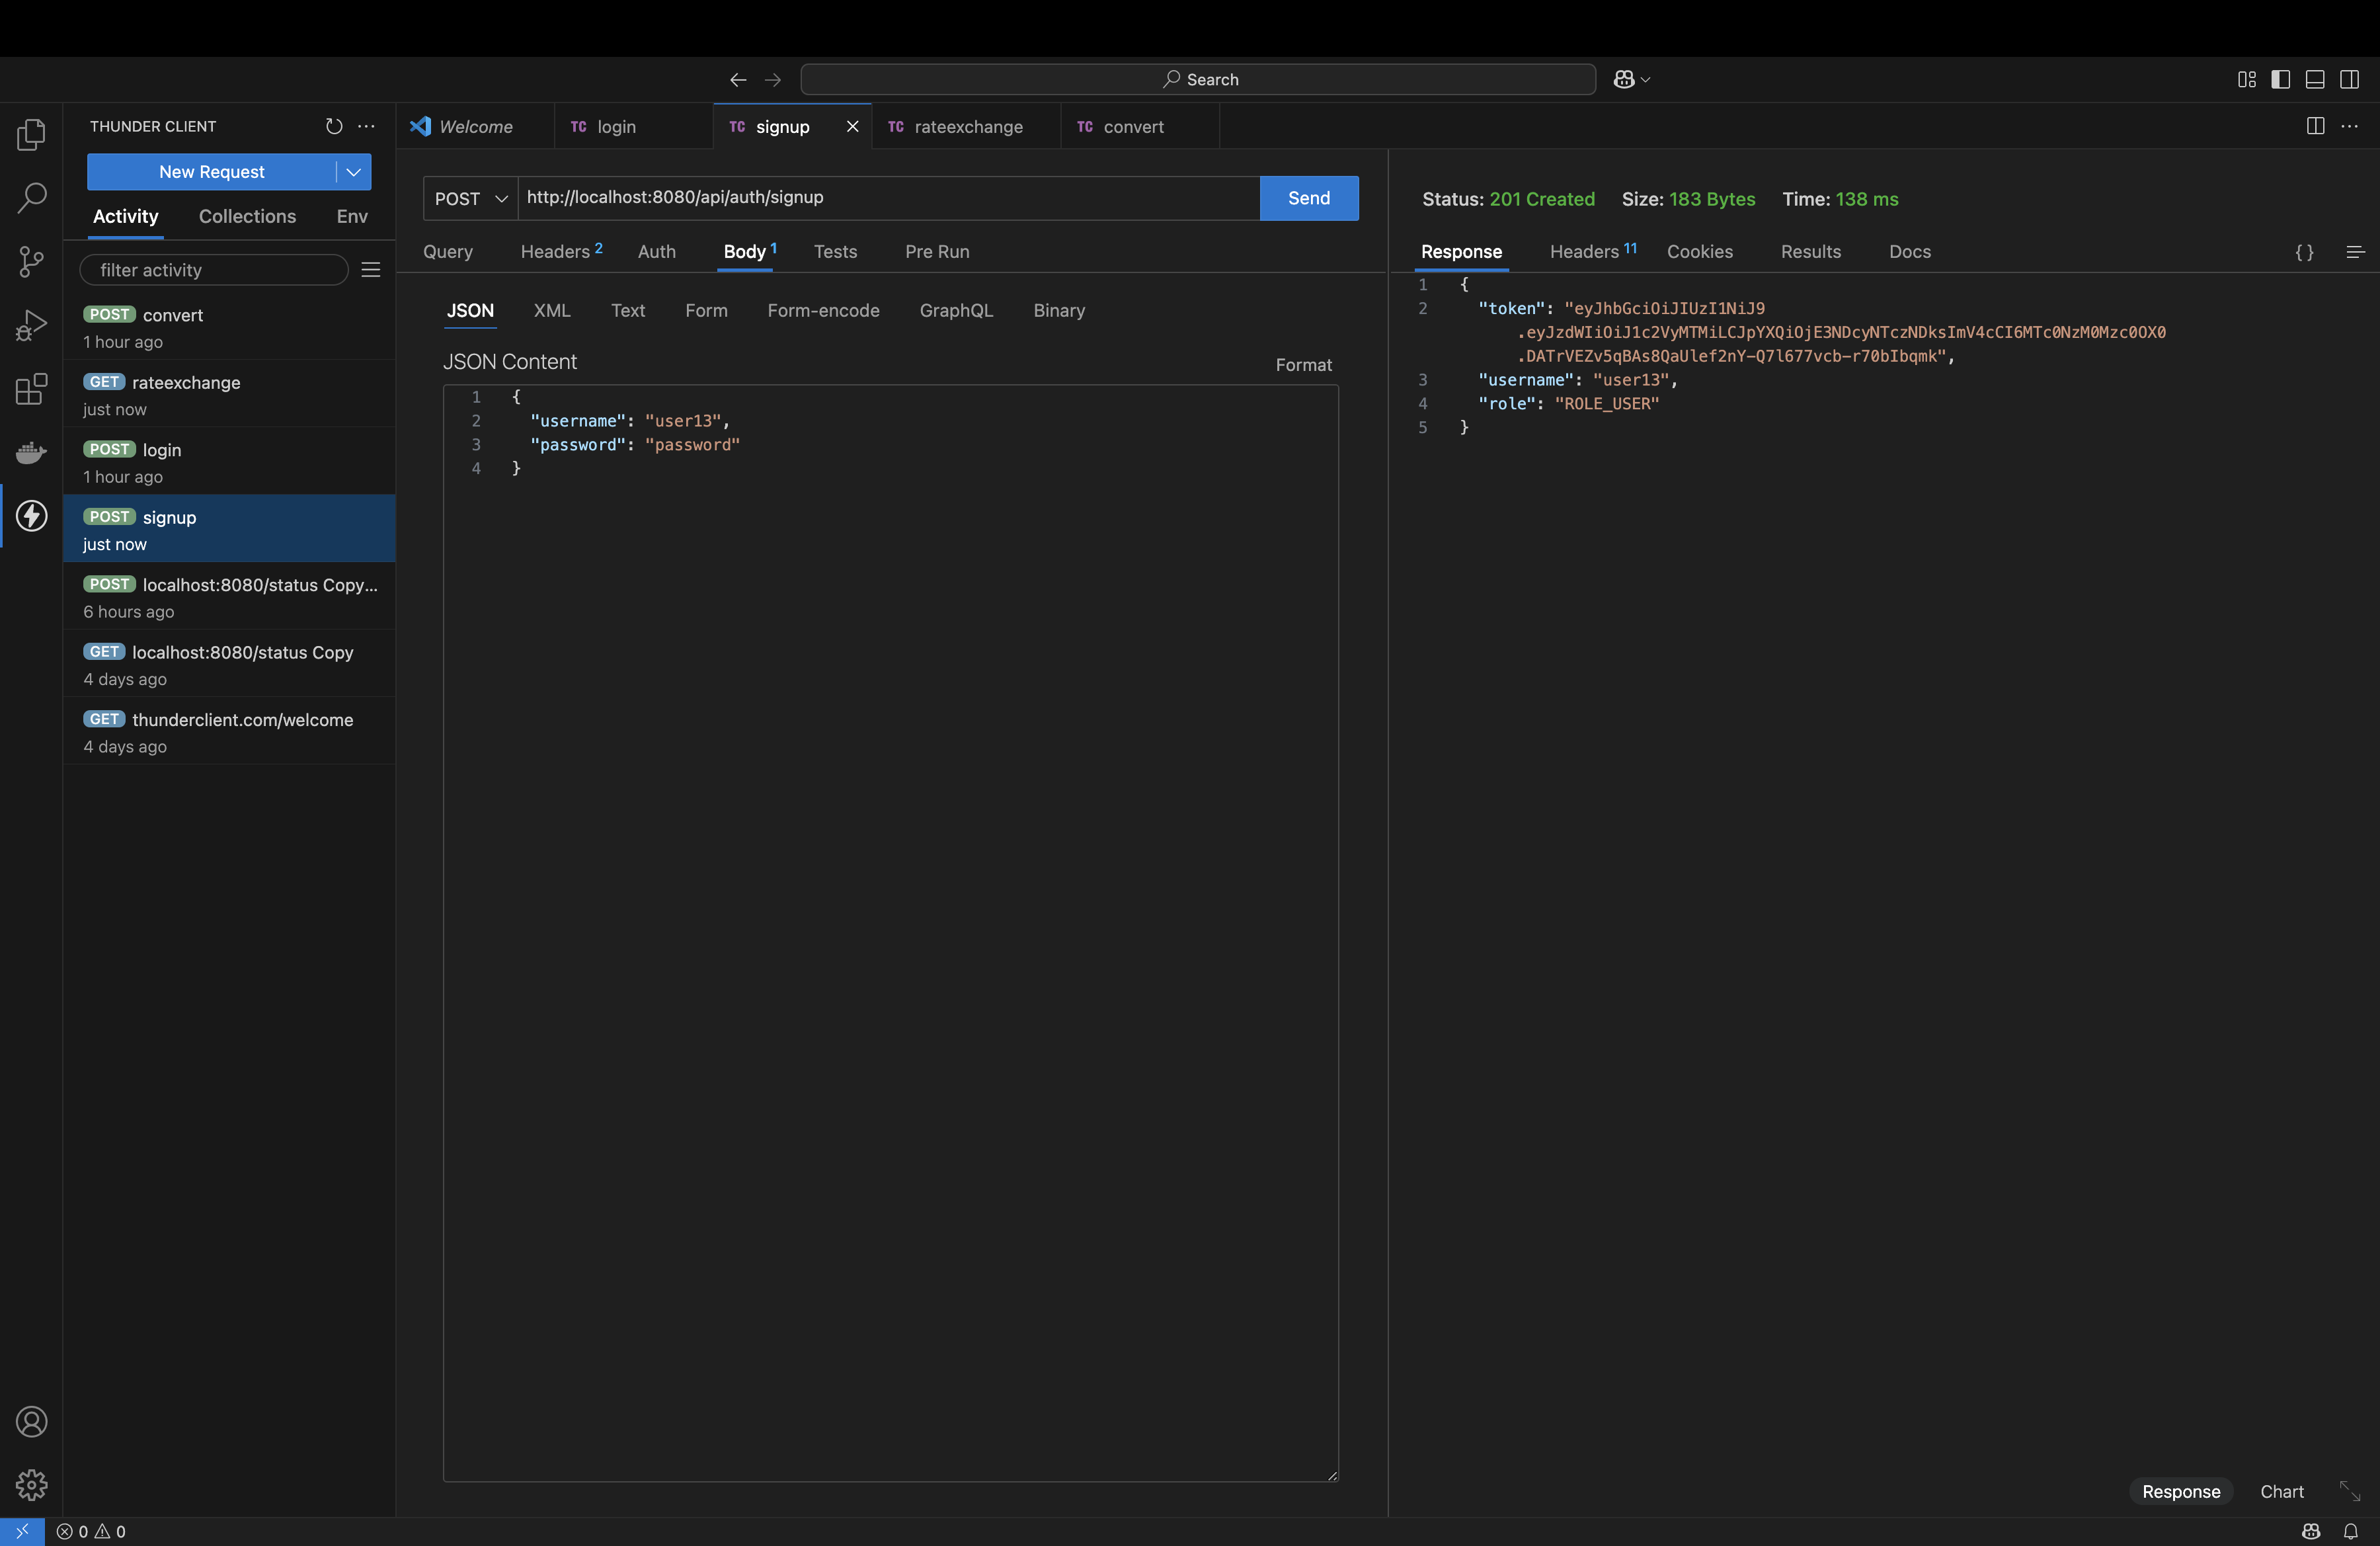 Search
THUNDER CLIENT
New Request
Activity Collections Env
filter activity
POST convert
1 hour ago
GET rateexchange
just now
POST login
1 hour ago
POST signup
just now
POST localhost:8080/status Copy...
6 hours ago
GET localhost:8080/status Copy
4 days ago
GET thunderclient.com/welcome
4 days ago
Welcome TC login TC signup TC rateexchange TC convert
POST http://localhost:8080/api/auth/signup Send
Query Headers 2 Auth Body 1 Tests Pre Run
JSON XML Text Form Form-encode GraphQL Binary
JSON Content Format
1 {
2 "username": "user13",
3 "password": "password"
4 }
Status: 201 Created Size: 183 Bytes Time: 138 ms
Response Headers 11 Cookies Results Docs { }
1 {
2 "token": "eyJhbGciOiJIUzI1NiJ9
.eyJzdWIiOiJ1c2VyMTMiLCJpYXQiOjE3NDcyNTczNDksImV4cCI6MTc0NzM0Mzc0OX0
.DATrVEZv5qBAs8QaUlef2nY-Q7l677vcb-r70bIbqmk",
3 "username": "user13",
4 "role": "ROLE_USER"
5 }
Response Chart
0 0